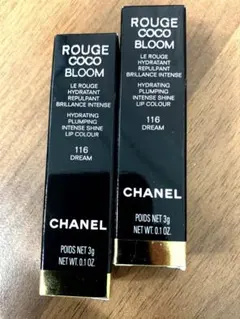 ROUGE
COCO
BLOOM
LE ROUGE
HYDRATANT
REPULPANT
BRILLANCE INTENSE
HYDRATING
PLUMPING
INTENSE SHINE
LIP COLOUR
116
DREAM
CHANEL
POIDS NET 3g
NET WT. 0.1 OZ.
ROUGE
COCO
BLOOM
LE ROUGE
HYDRATANT
REPULPANT
BRILLANCE INTENSE
HYDRATING
PLUMPING
INTENSE SHINE
LIP COLOUR
116
DREAM
CHANEL
POIDS NET 3g
NET WT. 0.1 OZ.